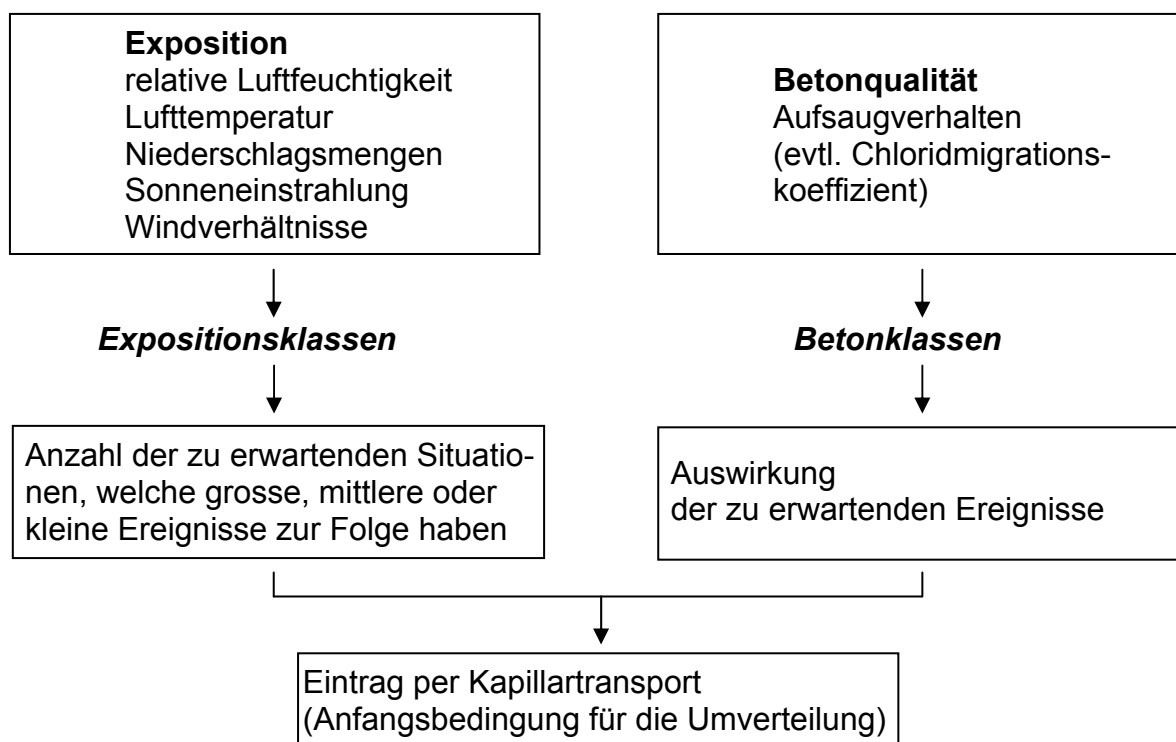 Exposition
relative Luftfeuchtigkeit
Lufttemperatur
Niederschlagsmengen
Sonneneinstrahlung
Windverhältnisse
Betonqualität
Aufsaugverhalten
(evtl. Chloridmigrations-
koeffizient)
Expositionsklassen
Betonklassen
Anzahl der zu erwartenden Situatio-
nen, welche grosse, mittlere oder
kleine Ereignisse zur Folge haben
Auswirkung
der zu erwartenden Ereignisse
Eintrag per Kapillartransport
(Anfangsbedingung für die Umverteilung)